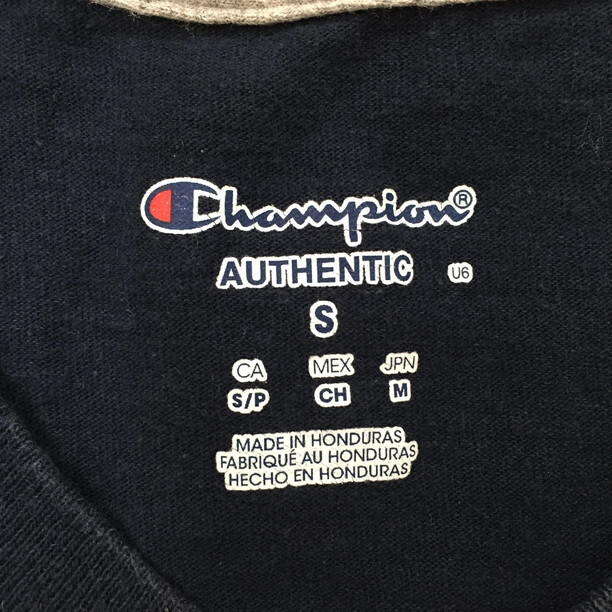 Champion®
AUTHENTIC U6
S
CA MEX JPN
S/P CH M
MADE IN HONDURAS
FABRIQUÉ AU HONDURAS
HECHO EN HONDURAS